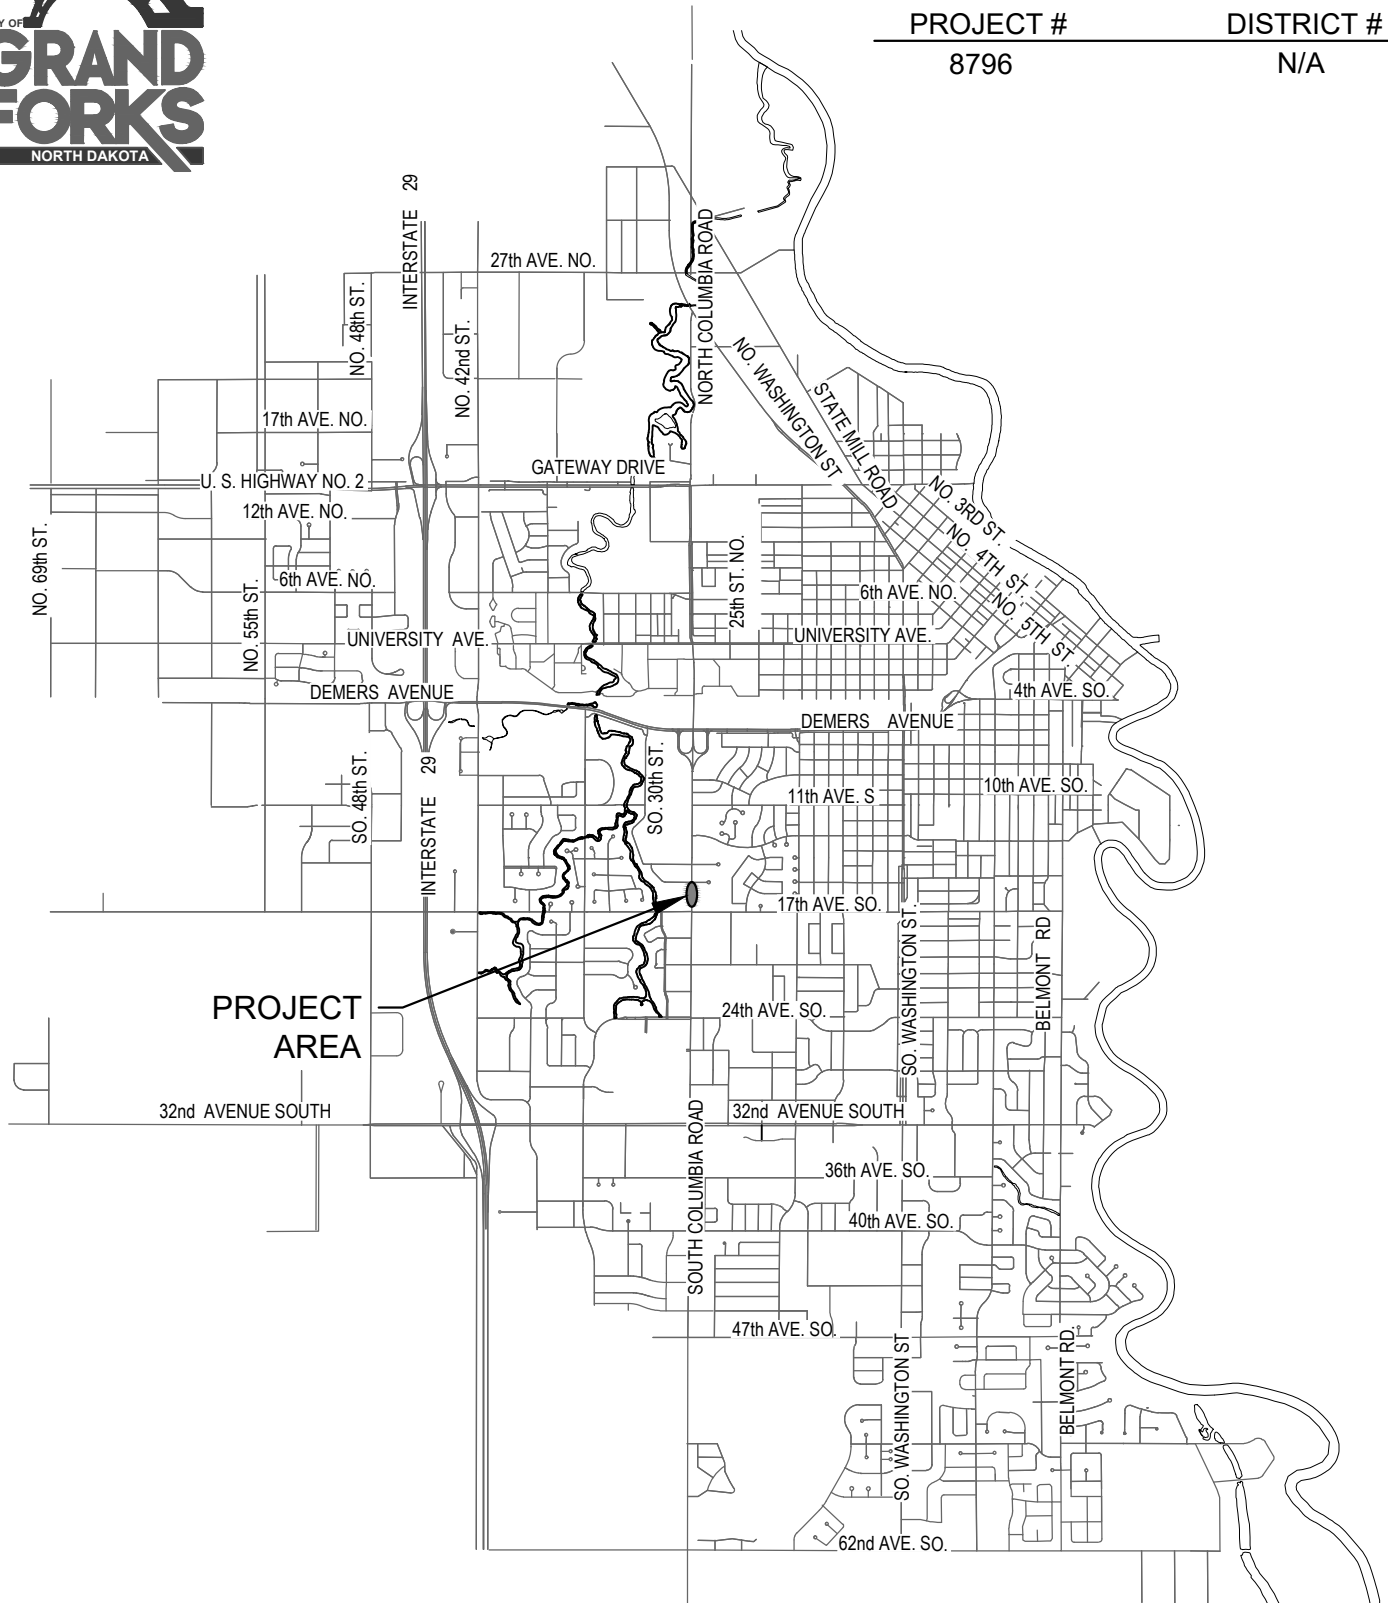 Y OF
GRAND
FORKS
NORTH DAKOTA
PROJECT # DISTRICT #
8796 N/A
INTERSTATE 29
27th AVE. NO.
NORTH COLUMBIA ROAD
NO. 48th ST.
NO. 42nd ST.
NO. WASHINGTON ST
STATE MILL ROAD
17th AVE. NO.
GATEWAY DRIVE
U. S. HIGHWAY NO. 2
12th AVE. NO.
NO. 3RD ST.
NO. 4TH ST.
NO. 5TH ST.
NO. 69th ST.
NO. 55th ST.
6th AVE. NO.
25th ST. NO.
6th AVE. NO.
UNIVERSITY AVE.
UNIVERSITY AVE.
DEMERS AVENUE
4th AVE. SO.
DEMERS AVENUE
SO. 48th ST.
INTERSTATE 29
SO. 30th ST.
11th AVE. S
10th AVE. SO.
17th AVE. SO.
SO. WASHINGTON ST.
BELMONT RD
PROJECT
AREA
24th AVE. SO.
32nd AVENUE SOUTH
32nd AVENUE SOUTH
SOUTH COLUMBIA ROAD
36th AVE. SO.
40th AVE. SO.
47th AVE. SO.
SO. WASHINGTON ST
BELMONT RD.
62nd AVE. SO.